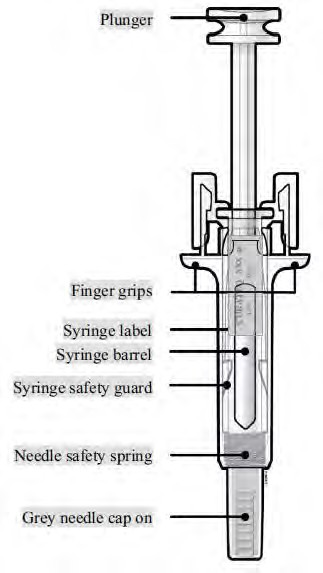 Plunger
Finger grips
Syringe label
Syringe barrel
Syringe safety guard
Needle safety spring
Grey needle cap on